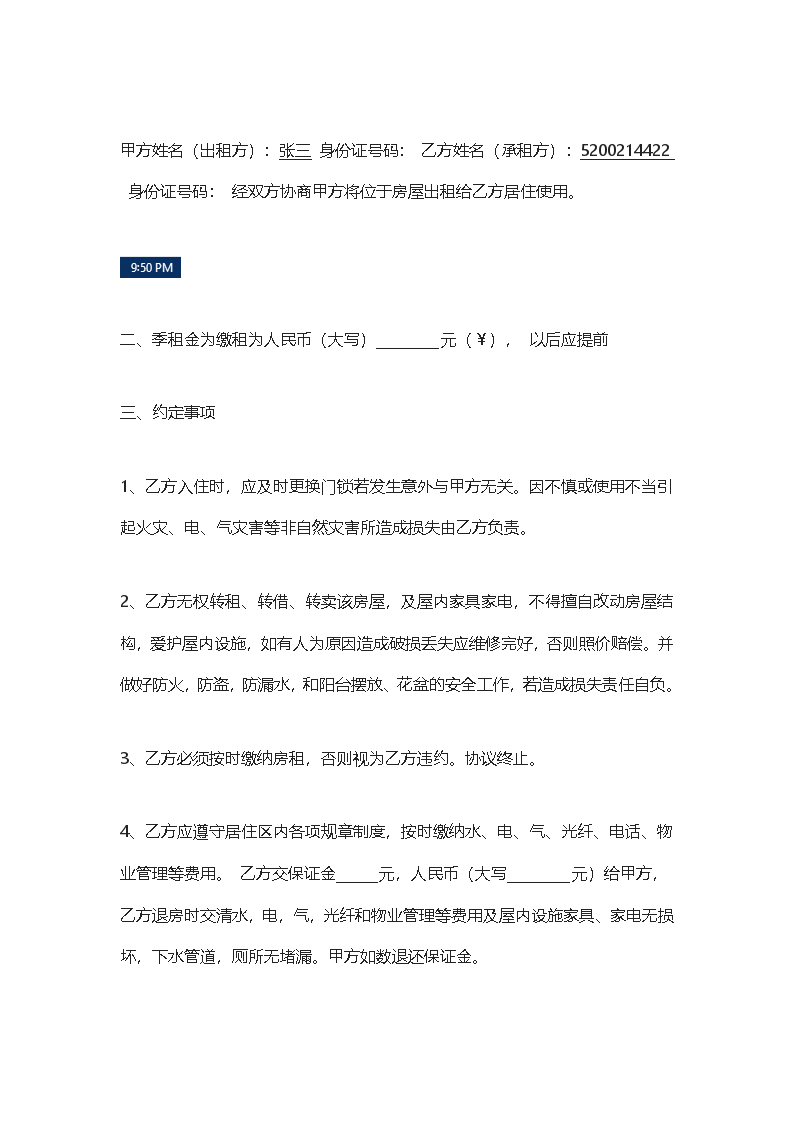 甲方姓名（出租方）：张三 身份证号码： 乙方姓名（承租方）：5200214422
身份证号码： 经双方协商甲方将位于房屋出租给乙方居住使用。
9:50 PM
二、季租金为缴租为人民币（大写）________元（￥）， 以后应提前
三、约定事项
1、乙方入住时，应及时更换门锁若发生意外与甲方无关。因不慎或使用不当引
起火灾、电、气灾害等非自然灾害所造成损失由乙方负责。
2、乙方无权转租、转借、转卖该房屋，及屋内家具家电，不得擅自改动房屋结
构，爱护屋内设施，如有人为原因造成破损丢失应维修完好，否则照价赔偿。并
做好防火，防盗，防漏水，和阳台摆放、花盆的安全工作，若造成损失责任自负。
3、乙方必须按时缴纳房租，否则视为乙方违约。协议终止。
4、乙方应遵守居住区内各项规章制度，按时缴纳水、电、气、光纤、电话、物
业管理等费用。 乙方交保证金_____元，人民币（大写________元）给甲方，
乙方退房时交清水，电，气，光纤和物业管理等费用及屋内设施家具、家电无损
坏，下水管道，厕所无堵漏。甲方如数退还保证金。